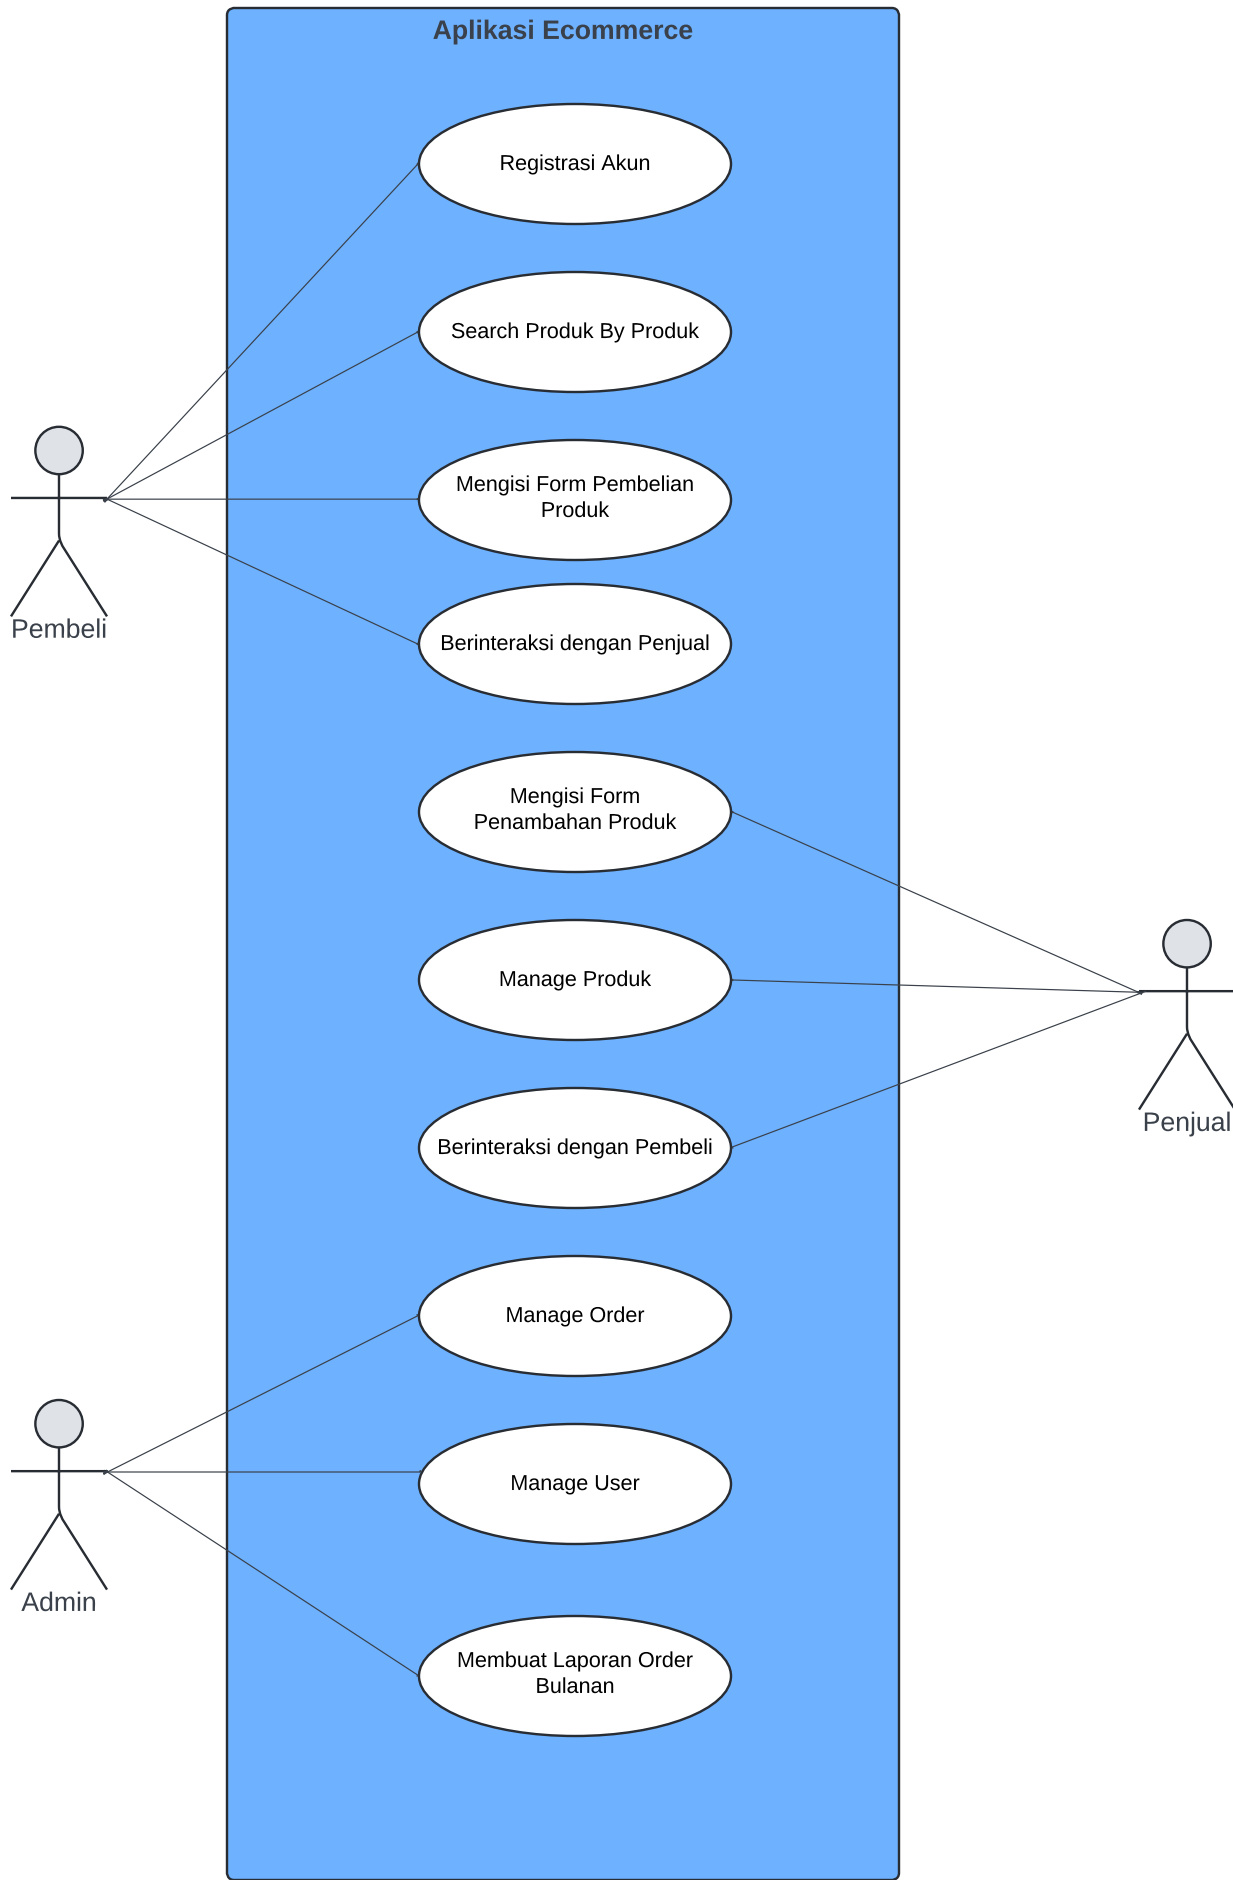 Aplikasi Ecommerce
Registrasi Akun
Search Produk By Produk
Mengisi Form Pembelian
Produk
Pembeli
Berinteraksi dengan Penjual
Mengisi Form
Penambahan Produk
Manage Produk
Penjual
Berinteraksi dengan Pembeli
Manage Order
Manage User
Admin
Membuat Laporan Order
Bulanan